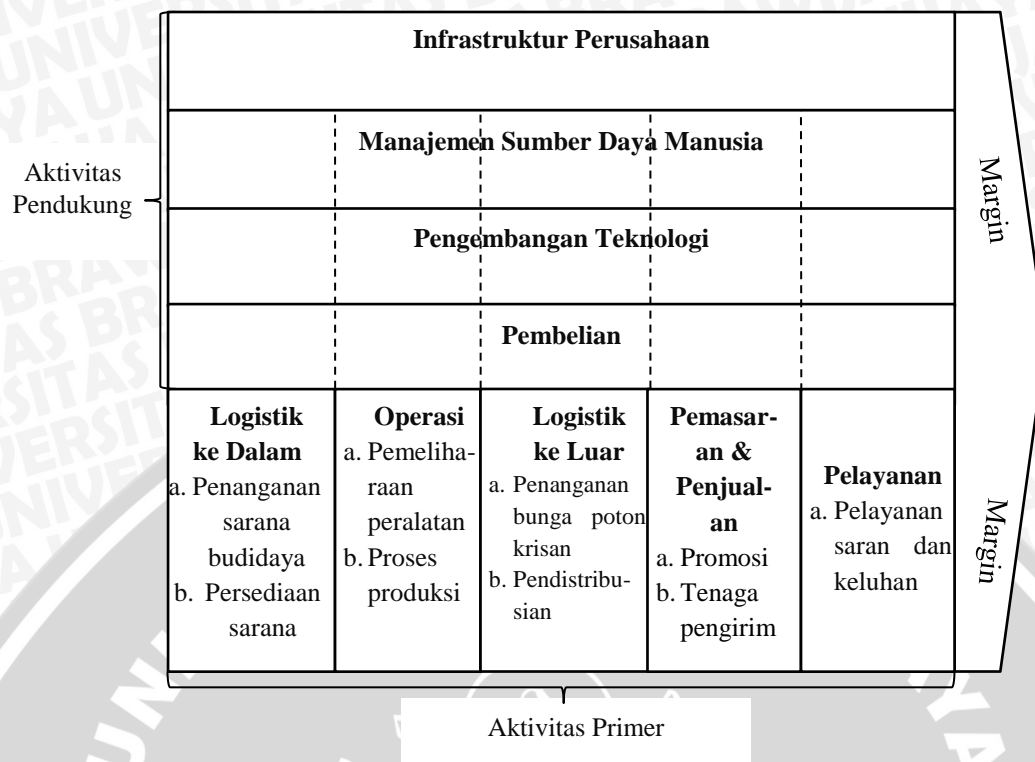 Infrastruktur Perusahaan
Manajemen Sumber Daya Manusia
Pengembangan Teknologi
Pembelian
Aktivitas
Pendukung
Margin
Logistik
ke Dalam
a. Penanganan
sarana
budidaya
b. Persediaan
sarana
Operasi
a. Pemeliha-
raan
peralatan
b. Proses
produksi
Logistik
ke Luar
a. Penanganan
bunga poton
krisan
b. Pendistribu-
sian
Pemasar-
an &
Penjual-
an
a. Promosi
b. Tenaga
pengirim
Pelayanan
a. Pelayanan
saran dan
keluhan
Margin
Aktivitas Primer